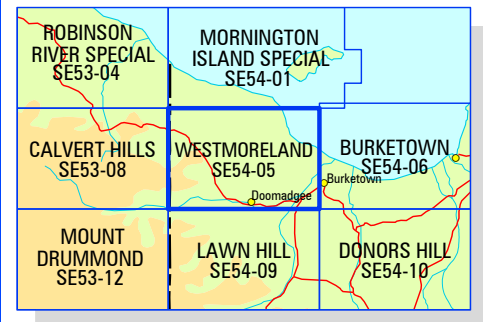 ROBINSON
RIVER SPECIAL
SE53-04
MORNINGTON
ISLAND SPECIAL
SE54-01
CALVERT HILLS
SE53-08
WESTMORELAND
SE54-05
Doomadgee
BURKETOWN
SE54-06
Burketown
MOUNT
DRUMMOND
SE53-12
LAWN HILL
SE54-09
DONORS HILL
SE54-10